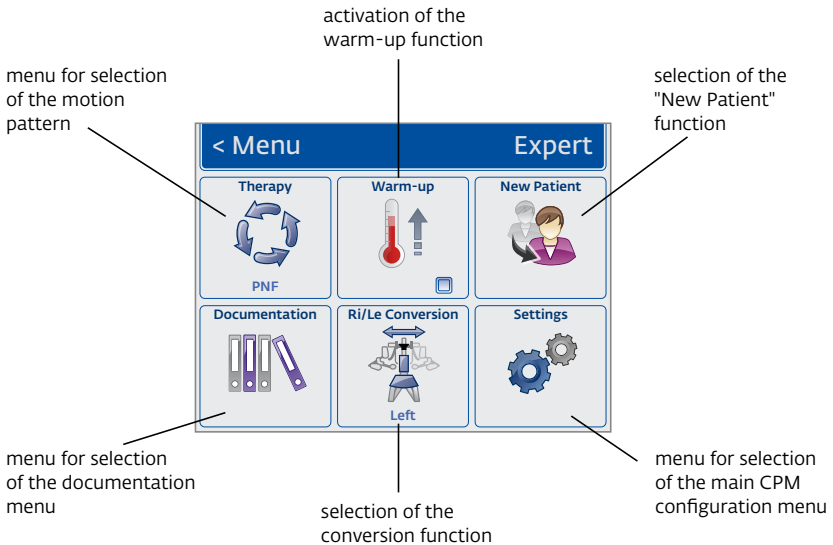 activation of the
warm-up function
menu for selection
of the motion
pattern
selection of the
"New Patient"
function
< Menu
Expert
Therapy
Warm-up
New Patient
PNF
Documentation
Ri/Le Conversion
Settings
Left
menu for selection
of the documentation
menu
selection of the
conversion function
menu for selection
of the main CPM
configuration menu